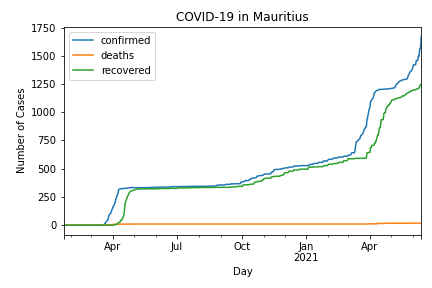 COVID-19 in Mauritius
confirmed
deaths
recovered
1750
1500
1250
1000
750
500
250
0
Number of Cases
Apr
Jul
Oct
Jan
2021
Apr
Day